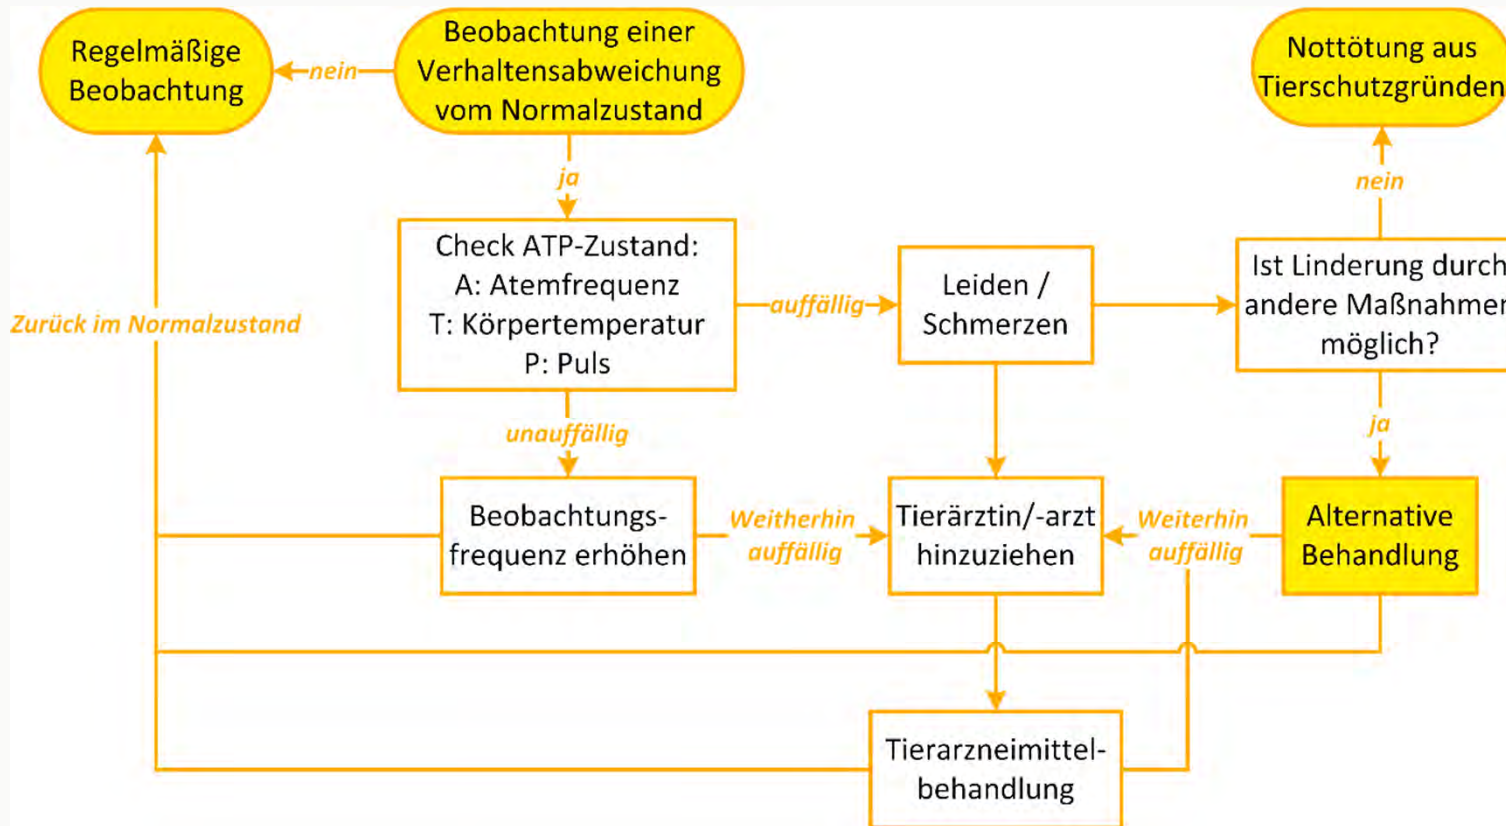 Regelmäßige
Beobachtung
nein
Beobachtung einer
Verhaltensabweichung
vom Normalzustand
Nottötung aus
Tierschutzgründen
ja
nein
Check ATP-Zustand:
A: Atemfrequenz
T: Körpertemperatur
P: Puls
auffällig
Leiden /
Schmerzen
Ist Linderung durch
andere Maßnahmen
möglich?
Zurück im Normalzustand
unauffällig
ja
Beobachtungs-
frequenz erhöhen
Weitherhin
auffällig
Tierärztin/-arzt
hinzuziehen
Weiterhin
auffällig
Alternative
Behandlung
Tierarzneimittel-
behandlung